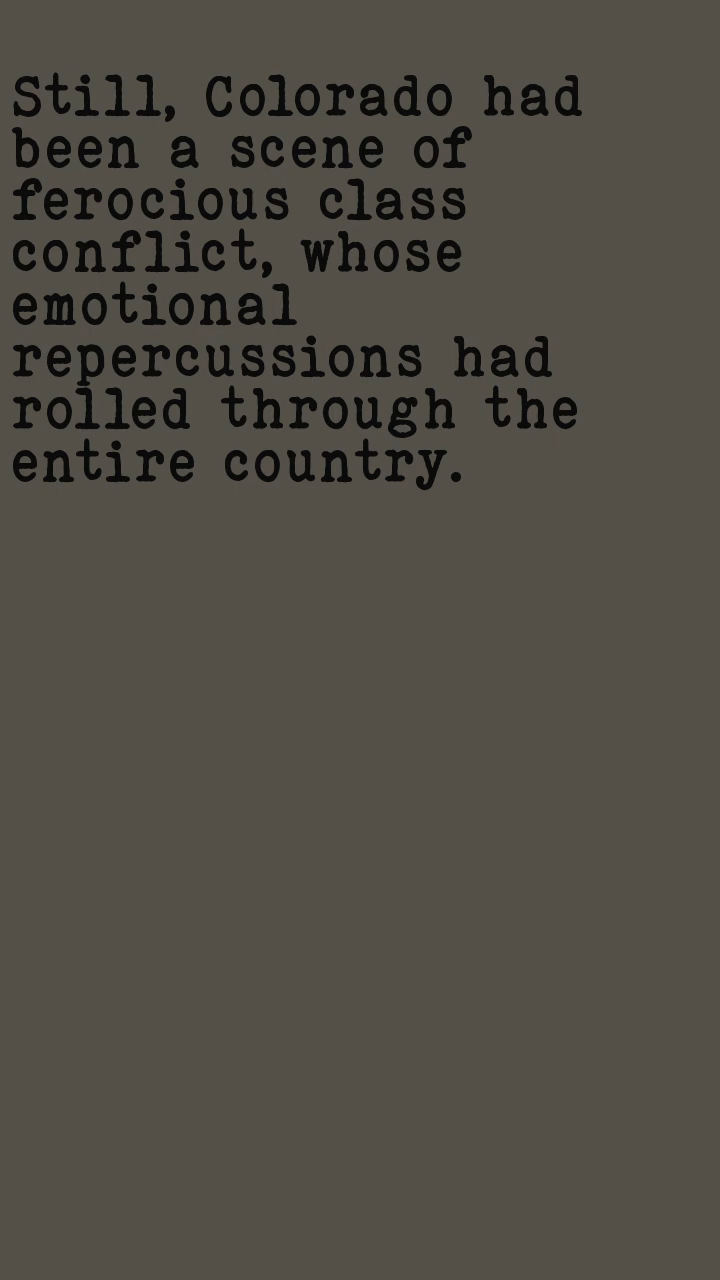 Still, Colorado had
been a scene of
ferocious class
conflict, whose
emotional
repercussions had
rolled through the
entire country.